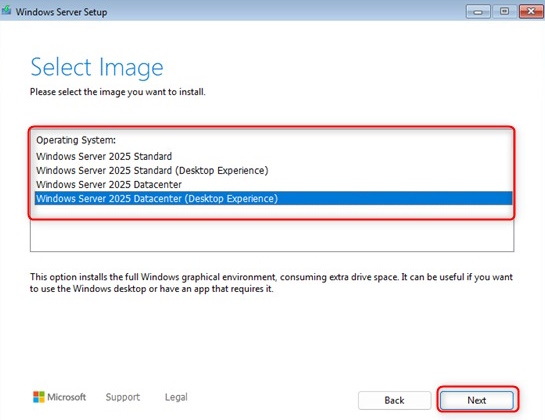 Windows Server Setup
Select Image
Please select the image you want to install.
Operating System:
Windows Server 2025 Standard
Windows Server 2025 Standard (Desktop Experience)
Windows Server 2025 Datacenter
Windows Server 2025 Datacenter (Desktop Experience)
This option installs the full Windows graphical environment, consuming extra drive space. It can be useful if you want
to use the Windows desktop or have an app that requires it.
Microsoft Support Legal Back Next